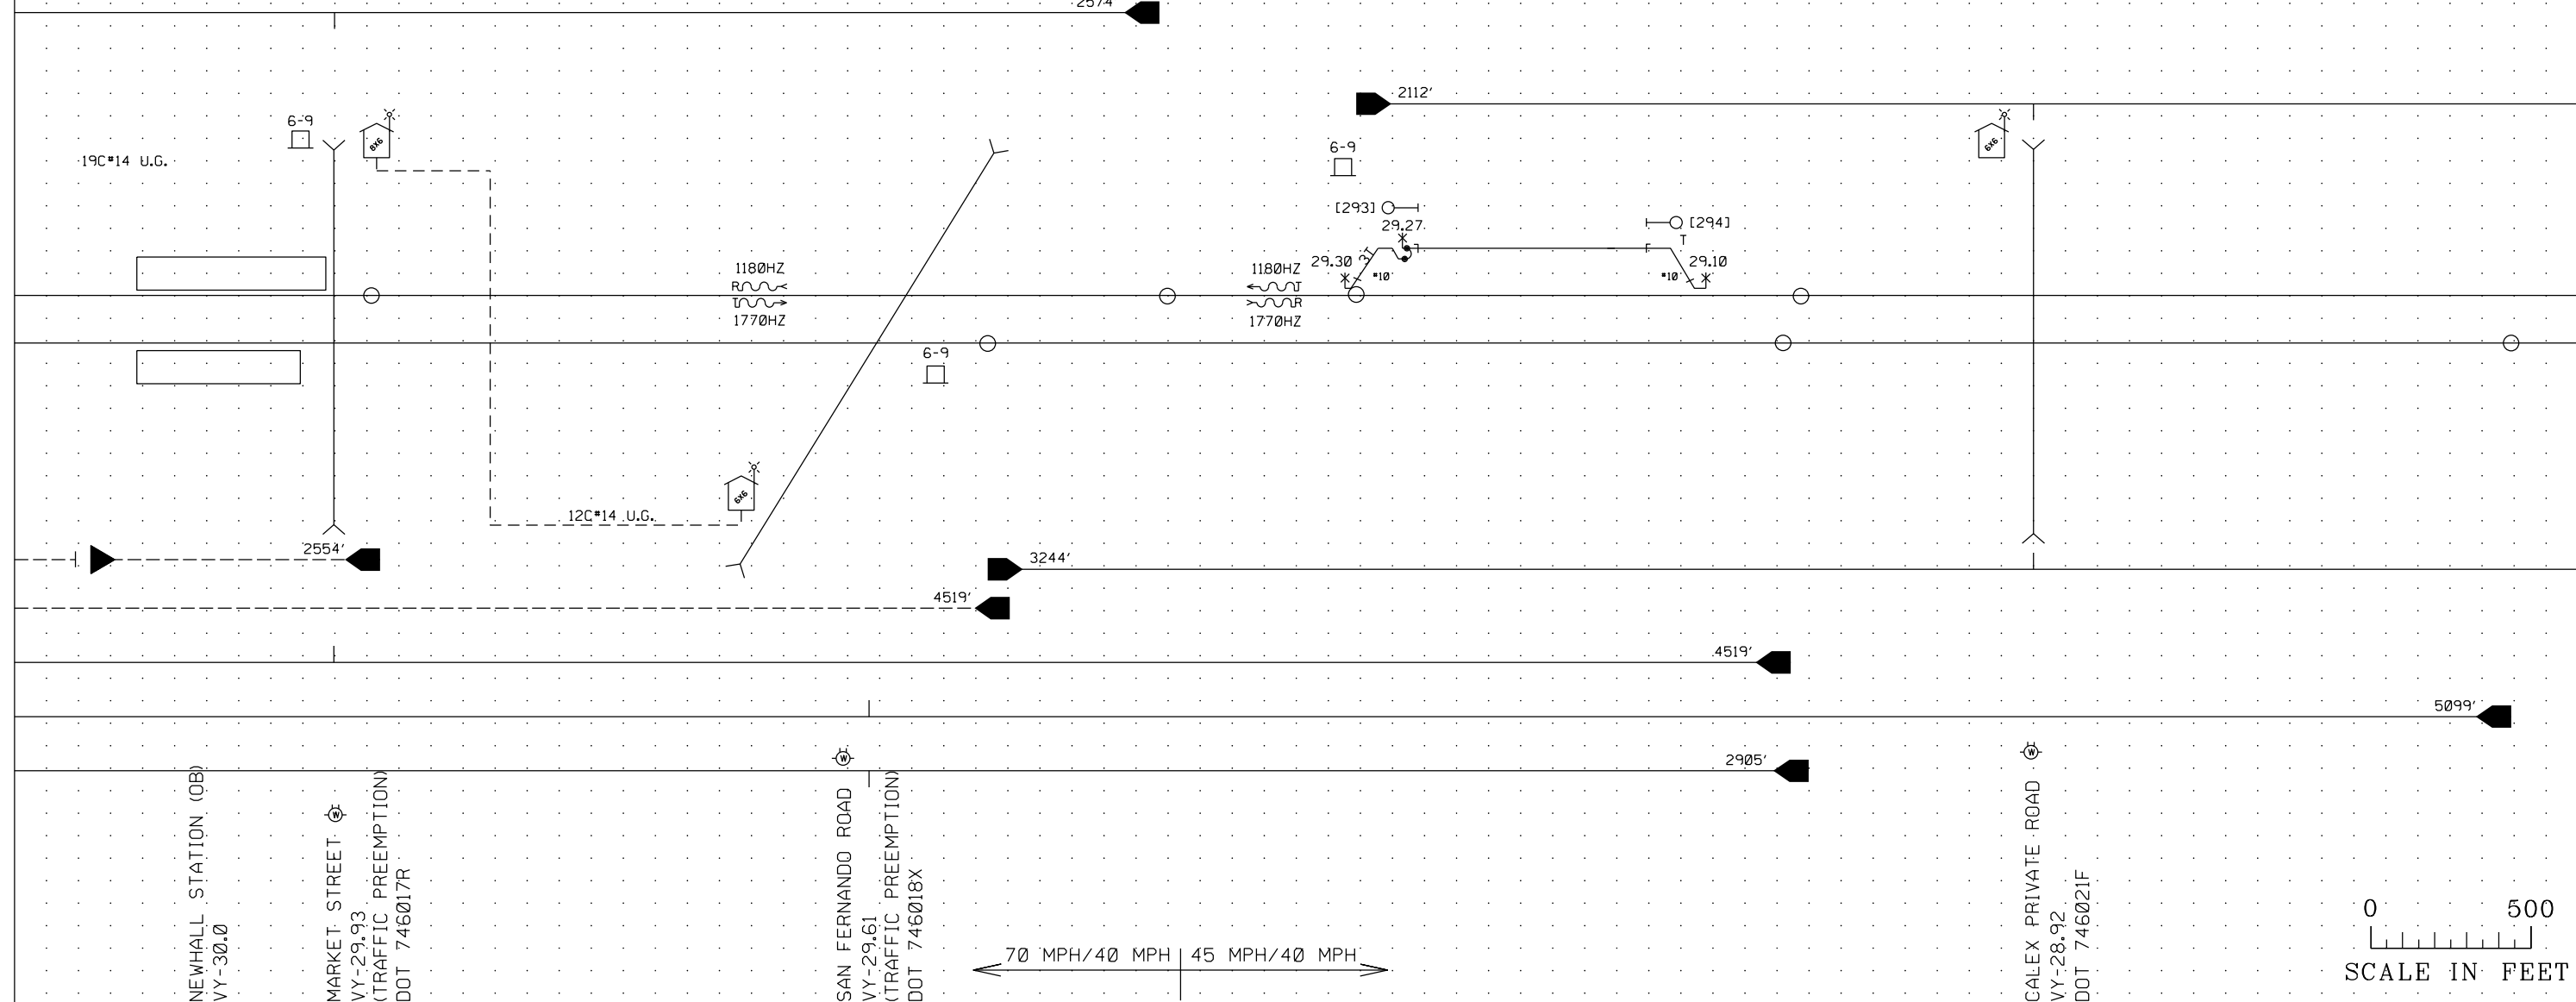 2574
2112'
6-9
8X6
19C#14 U.G.
6X6
6-9
[293]
29.27
[294]
T
3T
29.30
#10
#10
29.10
1180HZ
R
T
1770HZ
1180HZ
T
R
1770HZ
6-9
6X6
12C#14 U.G.
2554'
3244'
4519'
4519'
5099'
2905'
NEWHALL STATION (OB)
VY-30.0
MARKET STREET W
VY-29.93
(TRAFFIC PREEMPTION)
DOT 746017R
SAN FERNANDO ROAD W
VY-29.61
(TRAFFIC PREEMPTION)
DOT 746018X
70 MPH/40 MPH 45 MPH/40 MPH
CALEX PRIVATE ROAD W
VY-28.92
DOT 746021F
0 500
SCALE IN FEET